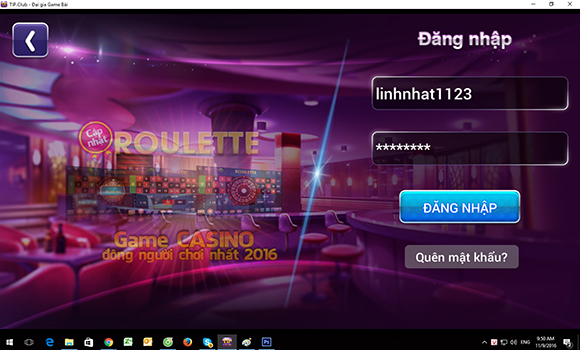 TIP.Club - Đại gia Game Bài
Đăng nhập
linhnhat1123
********
ĐĂNG NHẬP
Quên mật khẩu?
Cập nhật
ROULETTE
ROULETTE
Game CASINO
đông người chơi nhất 2016
9:50 AM
11/9/2016